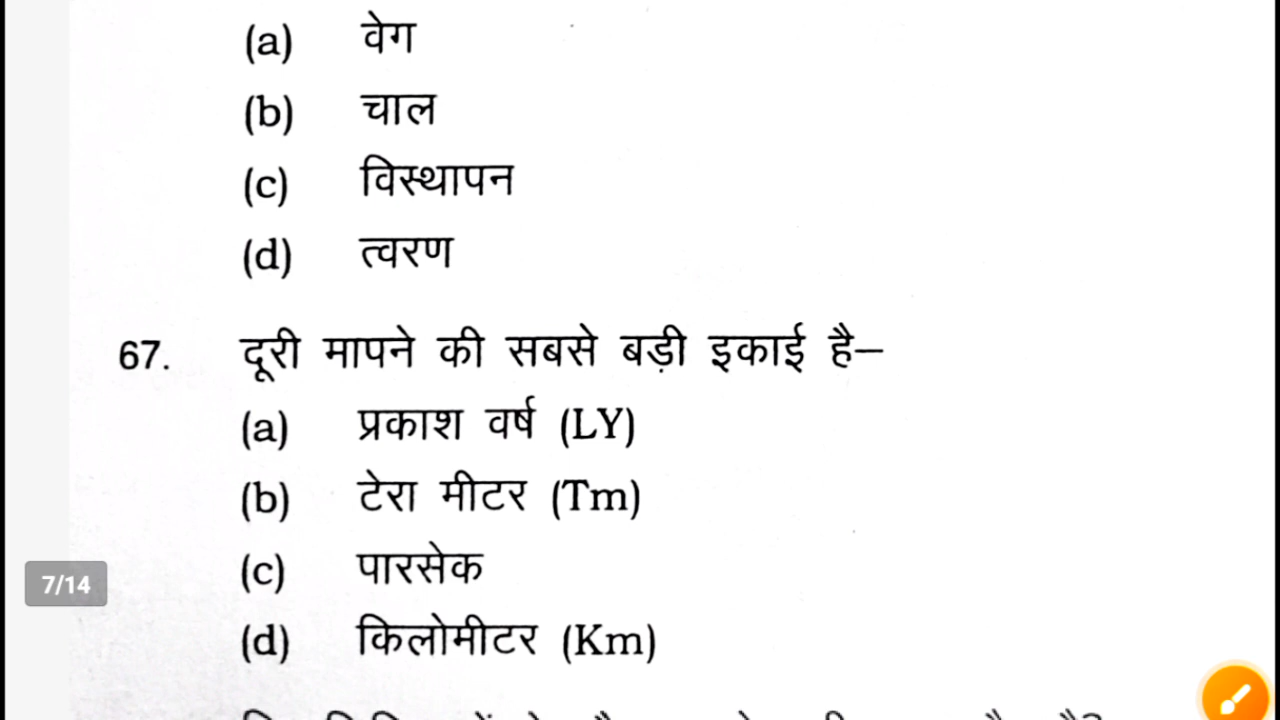 (a) वेग
(b) चाल
(c) विस्थापन
(d) त्वरण
67. दूरी मापने की सबसे बड़ी इकाई है–
(a) प्रकाश वर्ष (LY)
(b) टेरा मीटर (Tm)
(c) पारसेक
7/14
(d) किलोमीटर (Km)